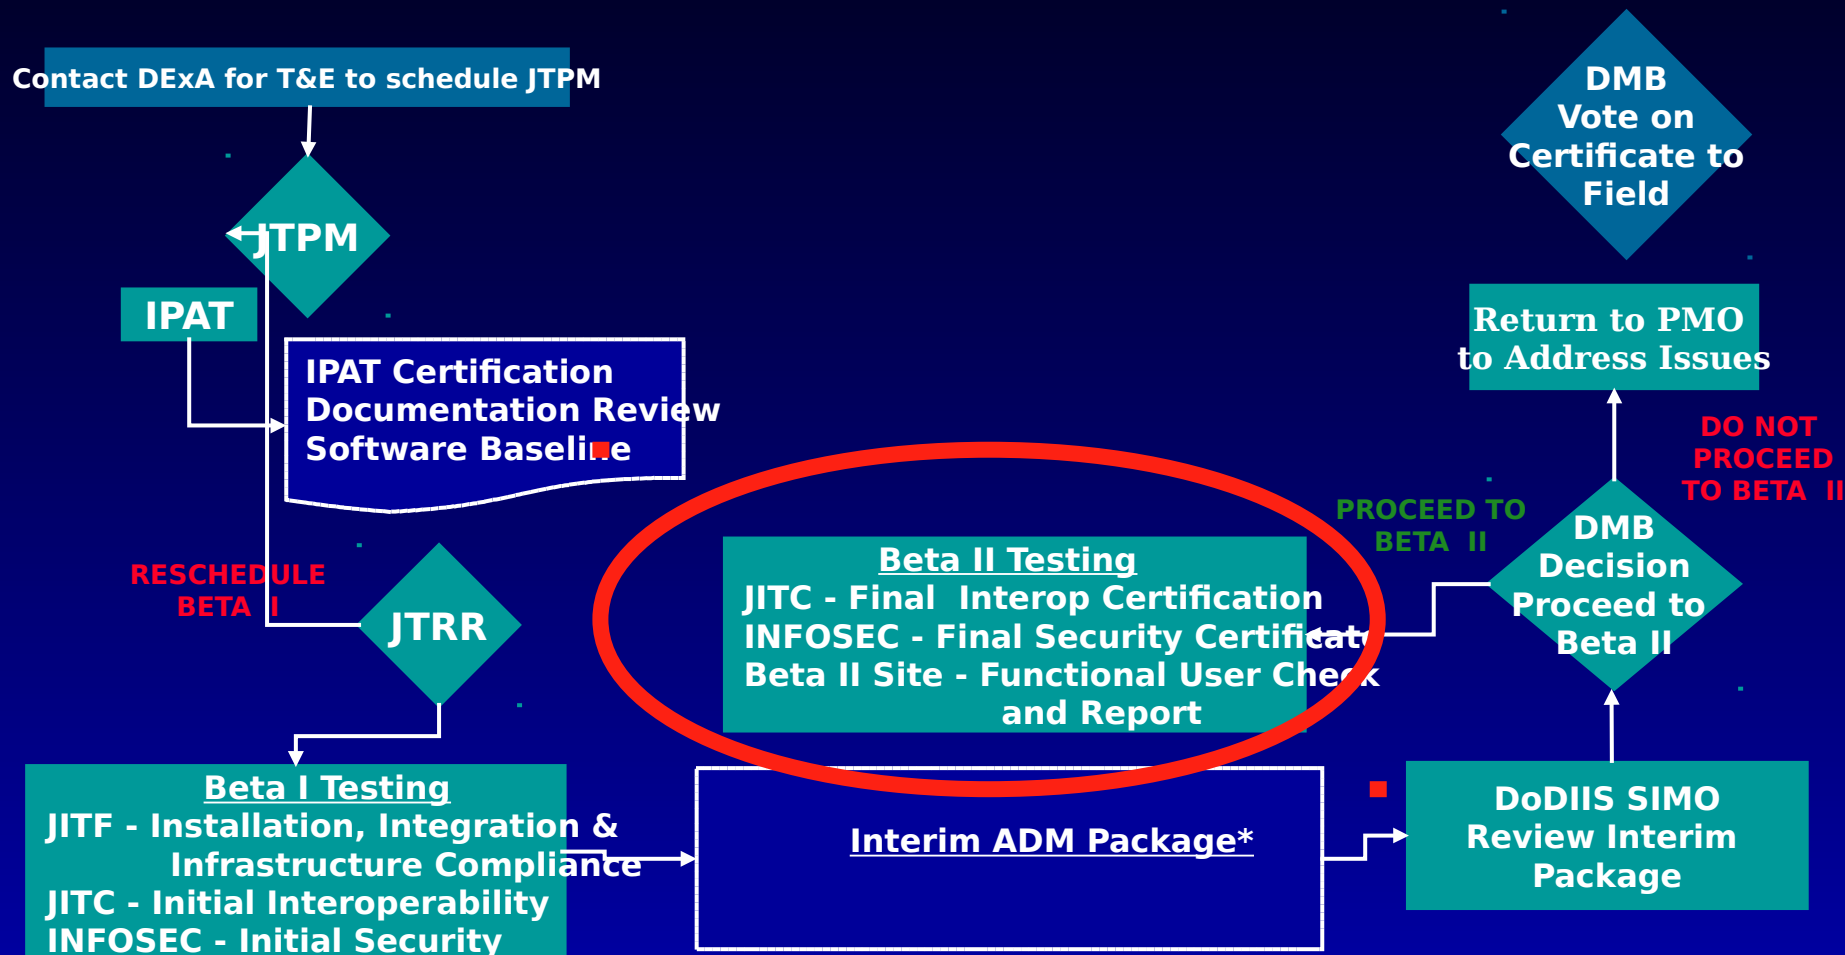 Contact DExA for T&E to schedule JTPM
JTPM
IPAT
IPAT Certification
Documentation Review
Software Baseline
RESCHEDULE
BETA  I
JTRR
Beta I Testing
JITF - Installation, Integration &
Infrastructure Compliance
JITC - Initial Interoperability
INFOSEC - Initial Security
Interim ADM Package*
DoDIIS SIMO
Review Interim
Package
DMB
Decision
Proceed to
Beta II
PROCEED TO
BETA  II
Beta II Testing
JITC - Final  Interop Certification
INFOSEC - Final Security Certificate
Beta II Site - Functional User Check
and Report
DO NOT
PROCEED
TO BETA  II
Return to PMO
to Address Issues
DMB
Vote on
Certificate to
Field